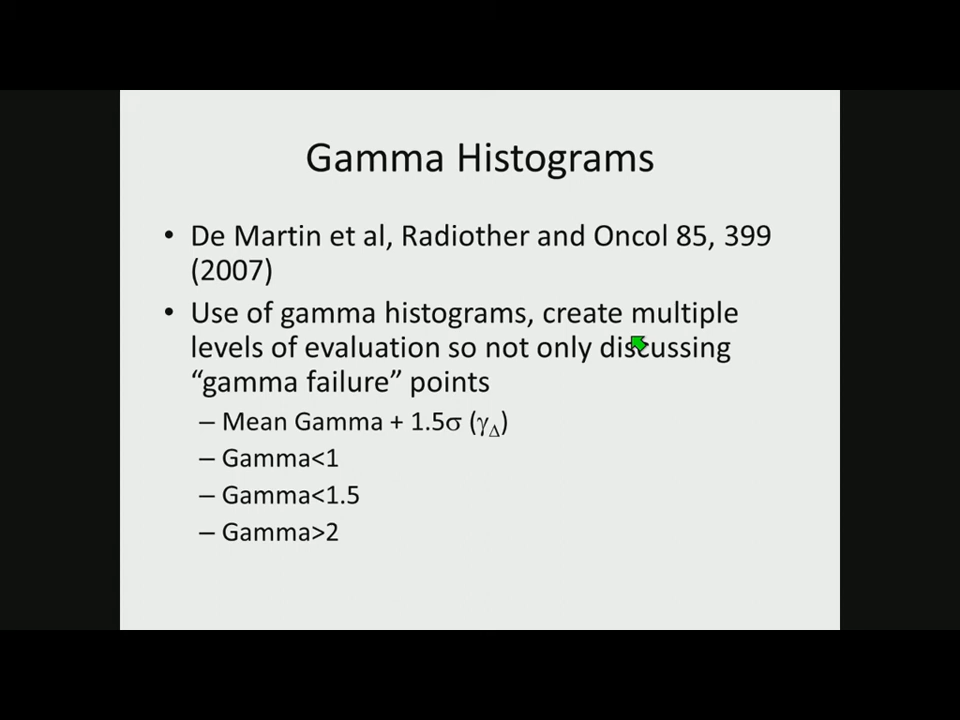 Gamma Histograms
• De Martin et al, Radiother and Oncol 85, 399
(2007)
• Use of gamma histograms, create multiple
levels of evaluation so not only discussing
“gamma failure” points
– Mean Gamma + 1.5σ (γΔ)
– Gamma<1
– Gamma<1.5
– Gamma>2